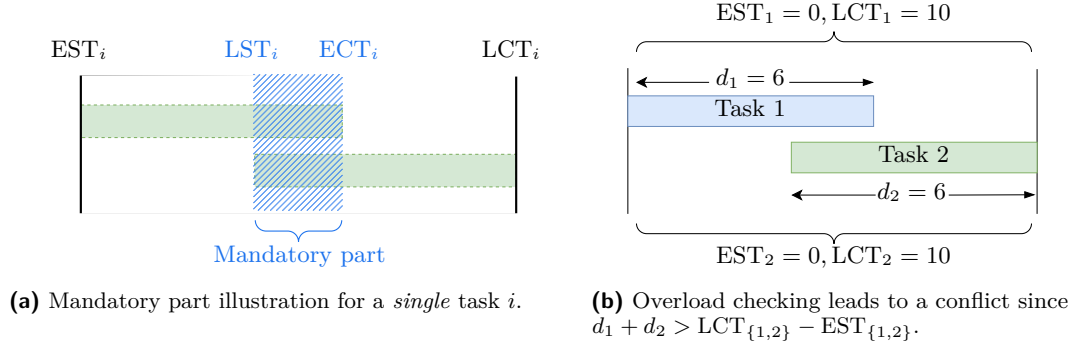 EST_i
LST_i
ECT_i
LCT_i
Mandatory part
(a) Mandatory part illustration for a single task i.
EST_1 = 0, LCT_1 = 10
d_1 = 6
Task 1
Task 2
d_2 = 6
EST_2 = 0, LCT_2 = 10
(b) Overload checking leads to a conflict since
d_1 + d_2 > LCT_{1,2} − EST_{1,2}.